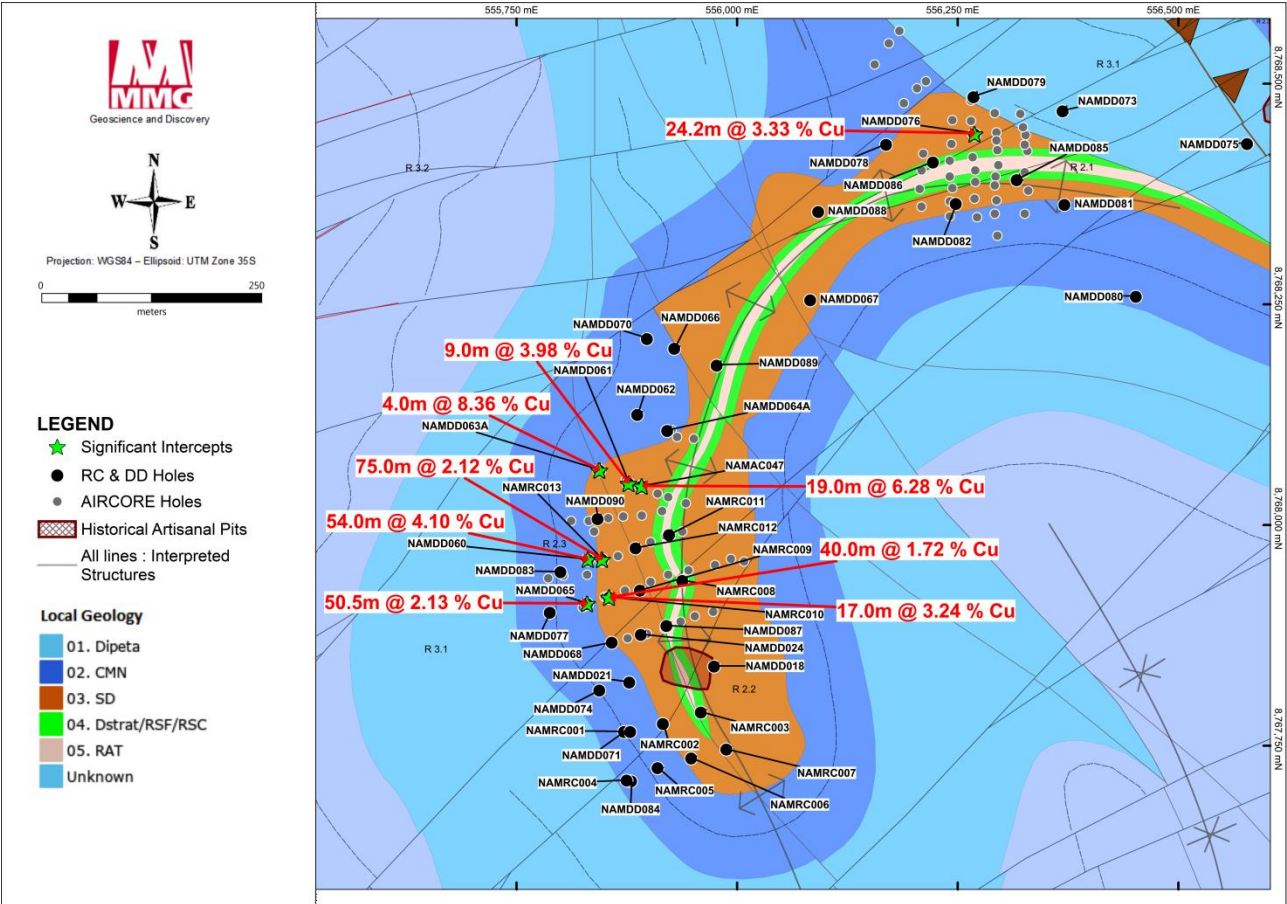 555,750 mE
556,000 mE
556,250 mE
556,500 mE
MMG
Geoscience and Discovery
N
W
E
S
Projection: WGS84 – Ellipsoid: UTM Zone 35S
0
250
meters
LEGEND
Significant Intercepts
RC & DD Holes
AIRCORE Holes
Historical Artisanal Pits
All lines : Interpreted
Structures
Local Geology
01. Dipeta
02. CMN
03. SD
04. Dstrat/RSF/RSC
05. RAT
Unknown
R 3.1
8,768,500 mN
NAMDD079
NAMDD073
NAMDD076
24.2m @ 3.33 % Cu
NAMDD075
NAMDD078
NAMDD085
R 3.2
R 2.1
NAMDD086
NAMDD081
NAMDD088
NAMDD082
8,768,250 mN
NAMDD067
NAMDD080
NAMDD070
NAMDD066
9.0m @ 3.98 % Cu
NAMDD061
NAMDD089
NAMDD062
4.0m @ 8.36 % Cu
NAMDD064A
NAMDD063A
75.0m @ 2.12 % Cu
NAMAC047
NAMRC013
19.0m @ 6.28 % Cu
NAMDD090
NAMRC011
54.0m @ 4.10 % Cu
NAMRC012
8,768,000 mN
NAMDD060
R 2.3
NAMRC009
40.0m @ 1.72 % Cu
NAMDD083
NAMDD065
NAMRC008
50.5m @ 2.13 % Cu
NAMRC010
17.0m @ 3.24 % Cu
NAMDD077
NAMDD087
R 3.1
NAMDD068
NAMDD024
NAMDD018
NAMDD021
R 2.2
NAMDD074
NAMRC003
NAMRC001
8,767,750 mN
NAMRC002
NAMDD071
NAMRC007
NAMRC004
NAMRC005
NAMRC006
NAMDD084